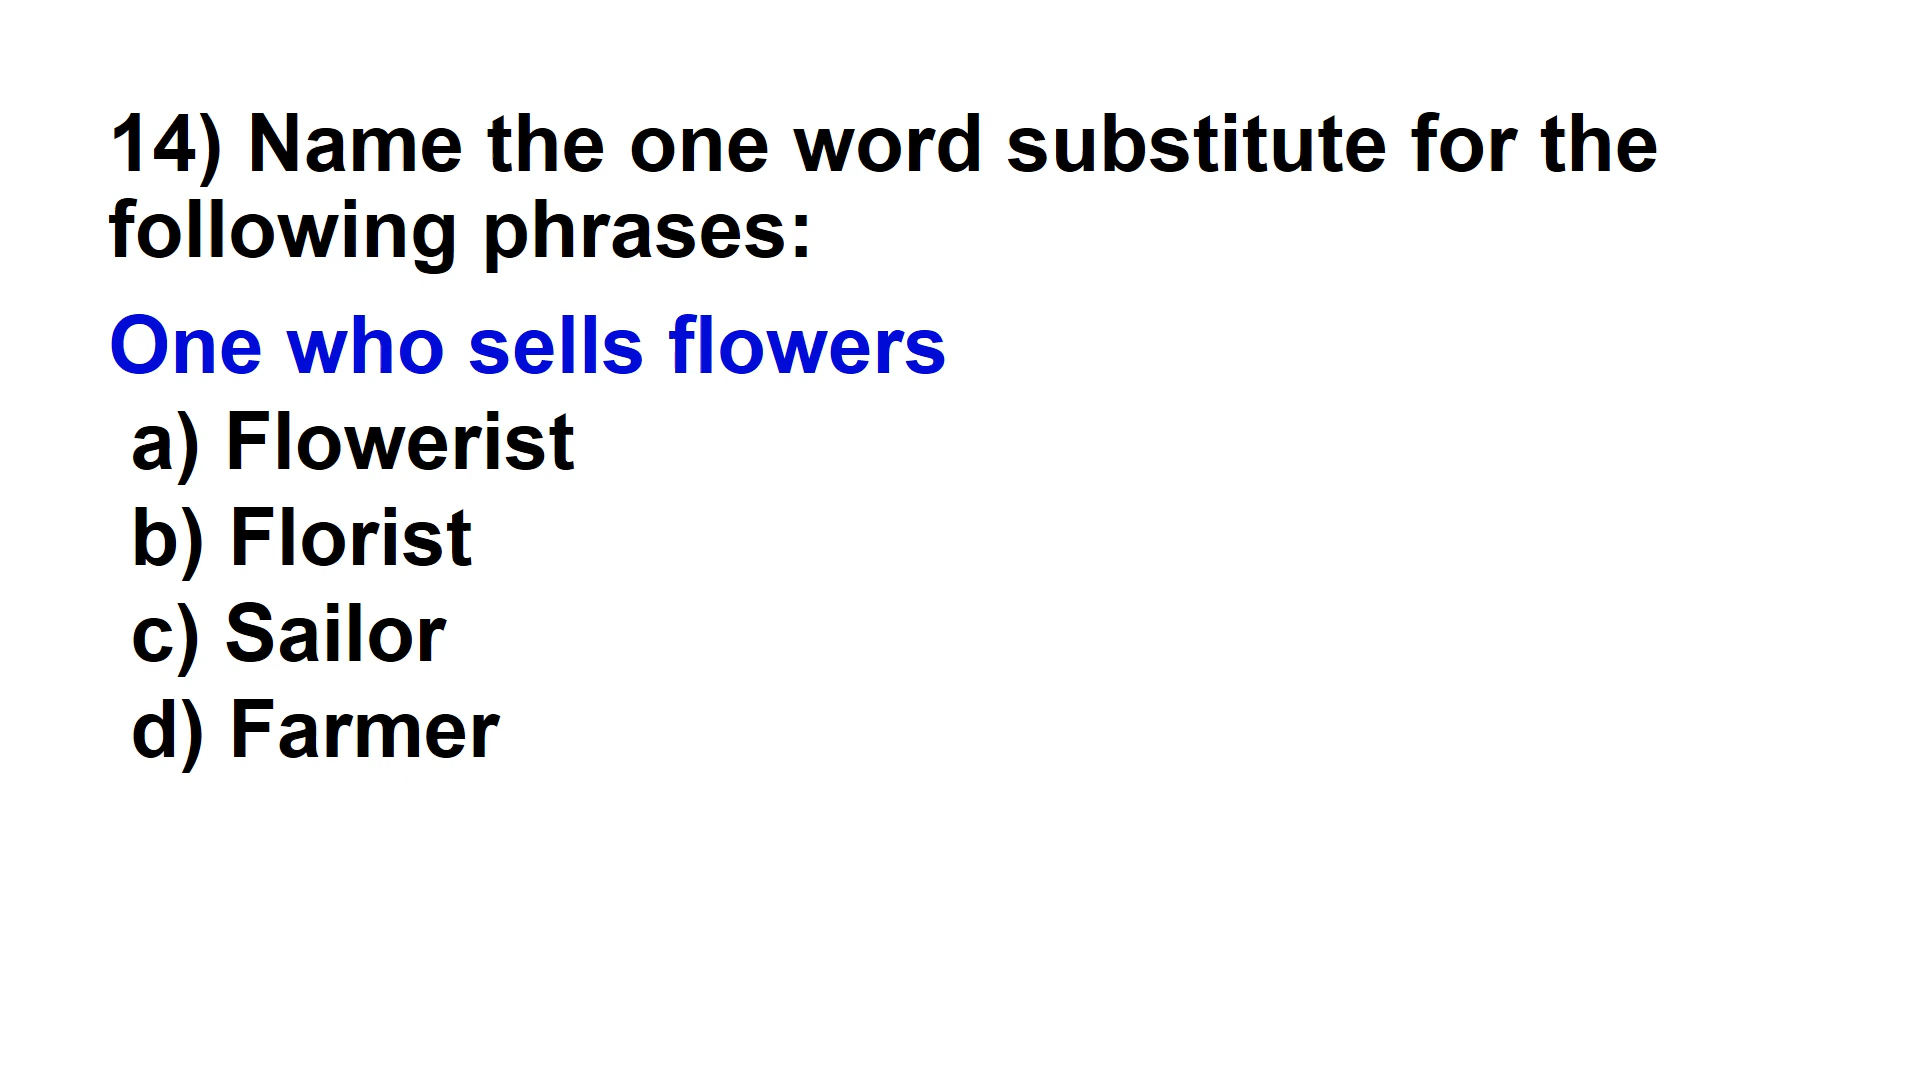 14) Name the one word substitute for the
following phrases:
One who sells flowers
a) Flowerist
b) Florist
c) Sailor
d) Farmer